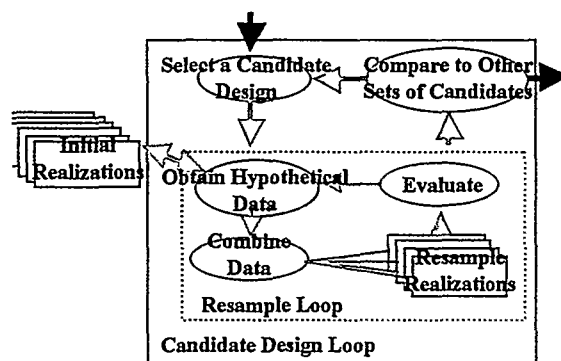 Select a Candidate
Design
Compare to Other
Sets of Candidates
Initial
Realizations
Obtain Hypothetical
Data
Evaluate
Combine
Data
Resample
Realizations
Resample Loop
Candidate Design Loop